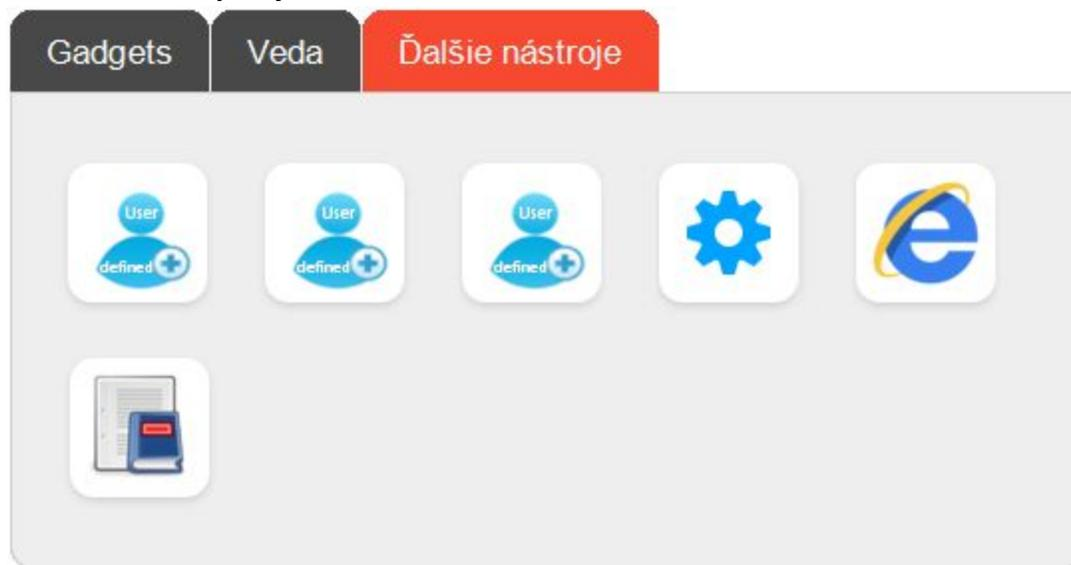 Gadgets Veda Ďalšie nástroje
User defined User defined User defined